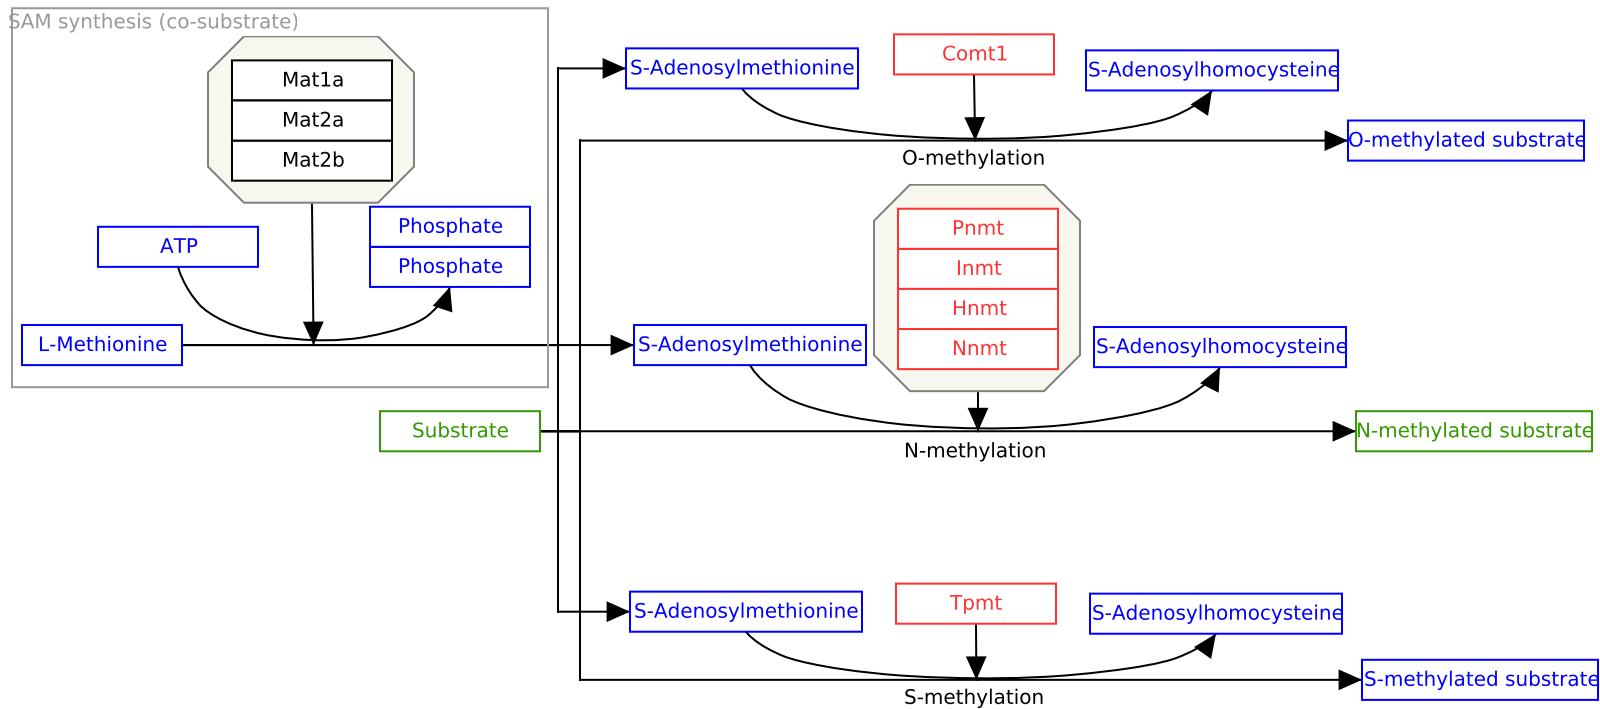 SAM synthesis (co-substrate)
Mat1a
Mat2a
Mat2b
ATP
Phosphate
Phosphate
L-Methionine
Substrate
S-Adenosylmethionine
Comt1
S-Adenosylhomocysteine
O-methylated substrate
O-methylation
Pnmt
Inmt
Hnmt
Nnmt
S-Adenosylmethionine
S-Adenosylhomocysteine
N-methylated substrate
N-methylation
S-Adenosylmethionine
Tpmt
S-Adenosylhomocysteine
S-methylated substrate
S-methylation